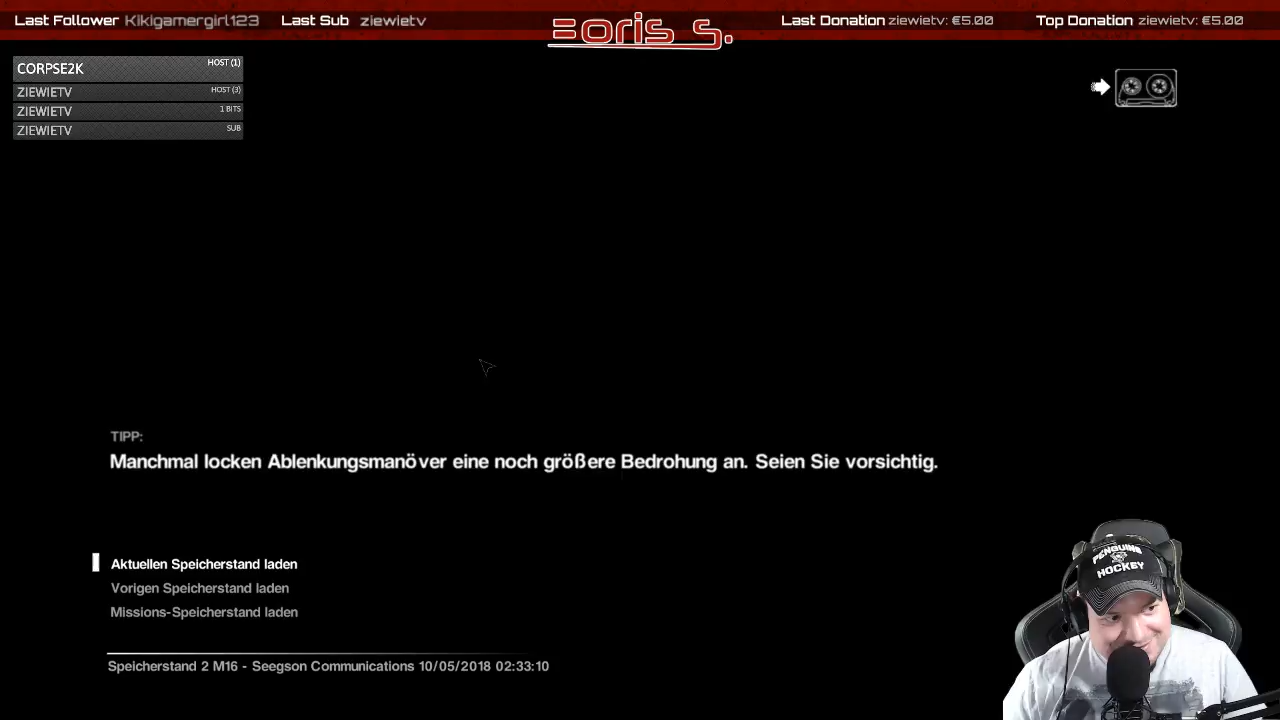 Last Follower Kikigamergirl123 Last Sub ziewietv Boris S. Last Donation ziewietv: €5.00 Top Donation ziewietv: €5.00
CORPSE2K HOST (1)
ZIEWIETV HOST (3)
ZIEWIETV 1 BITS
ZIEWIETV SUB
TIPP:
Manchmal locken Ablenkungsmanöver eine noch größere Bedrohung an. Seien Sie vorsichtig.
Aktuellen Speicherstand laden
Vorigen Speicherstand laden
Missions-Speicherstand laden
Speicherstand 2 M16 - Seegson Communications 10/05/2018 02:33:10
PENGUINS
HOCKEY